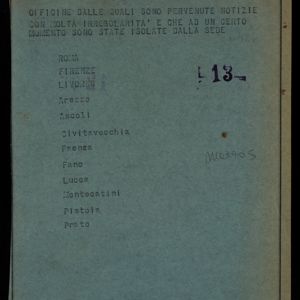 OFFICINE DALLE QUALI SONO PERVENUTE NOTIZIE
CON MOLTA IRREGOLARITA' E CHE AD UN CERTO
MOMENTO SONO STATE ISOLATE DALLA SEDE
ROMA
FIRENZE
L 13
LIVORNO
Arezzo
Ascoli
Civitavecchia
Faenza
Fano
Lucca
Montecatini
Pistoia
Prato